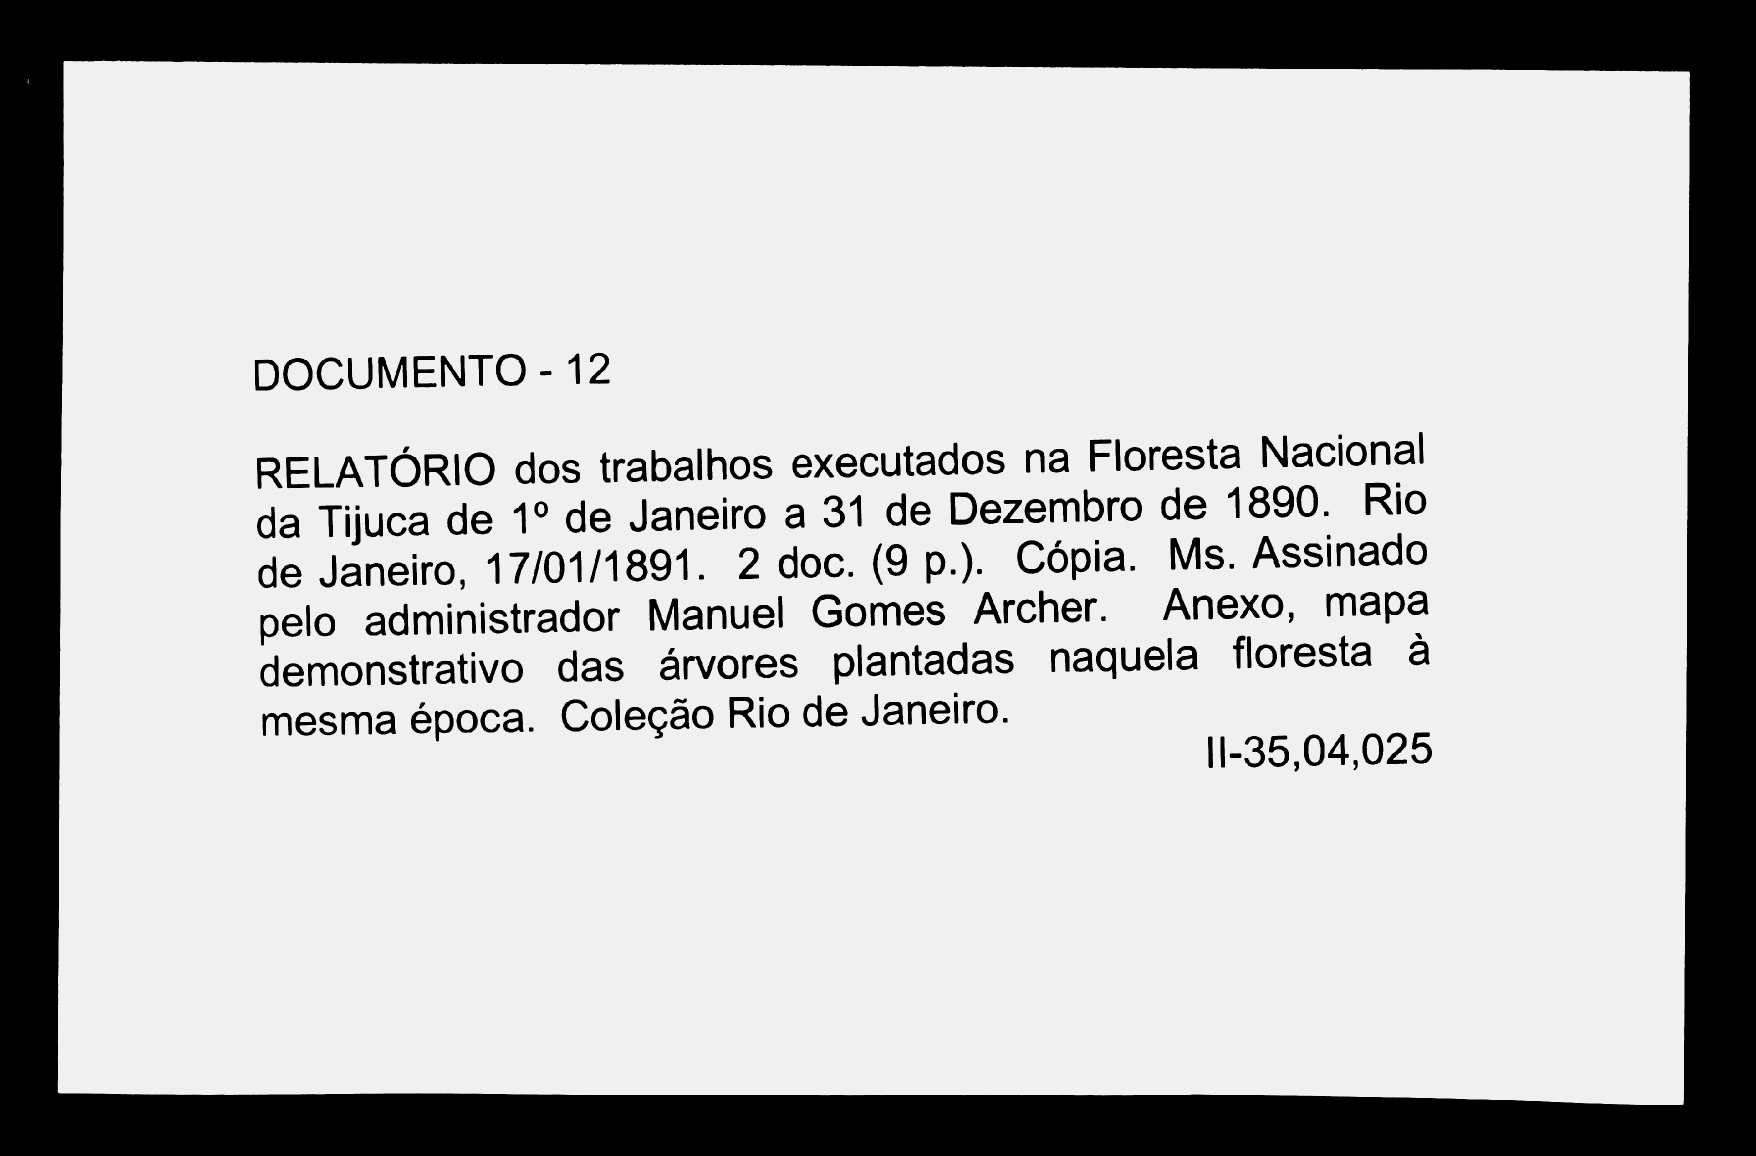 DOCUMENTO - 12
RELATÓRIO dos trabalhos executados na Floresta Nacional
da Tijuca de 1º de Janeiro a 31 de Dezembro de 1890. Rio
de Janeiro, 17/01/1891. 2 doc. (9 p.). Cópia. Ms. Assinado
pelo administrador Manuel Gomes Archer. Anexo, mapa
demonstrativo das árvores plantadas naquela floresta à
mesma época. Coleção Rio de Janeiro.
II-35,04,025